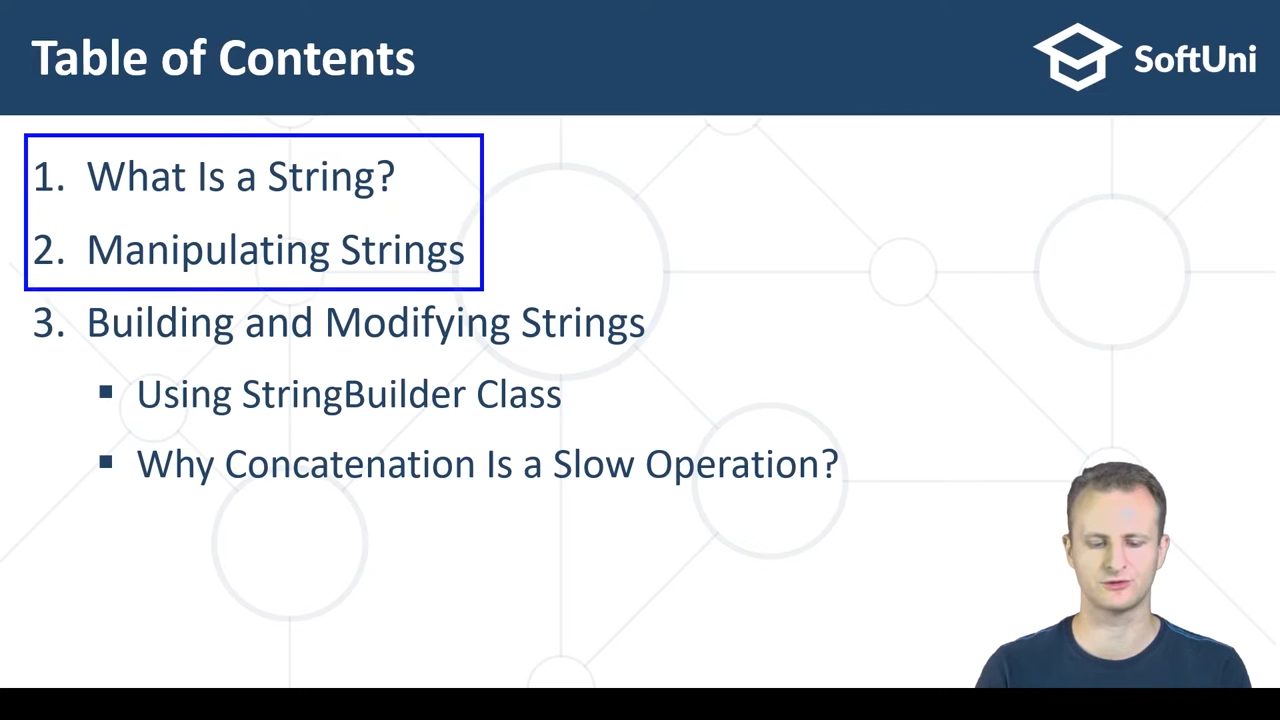 Table of Contents
SoftUni
1. What Is a String?
2. Manipulating Strings
3. Building and Modifying Strings
▪ Using StringBuilder Class
▪ Why Concatenation Is a Slow Operation?